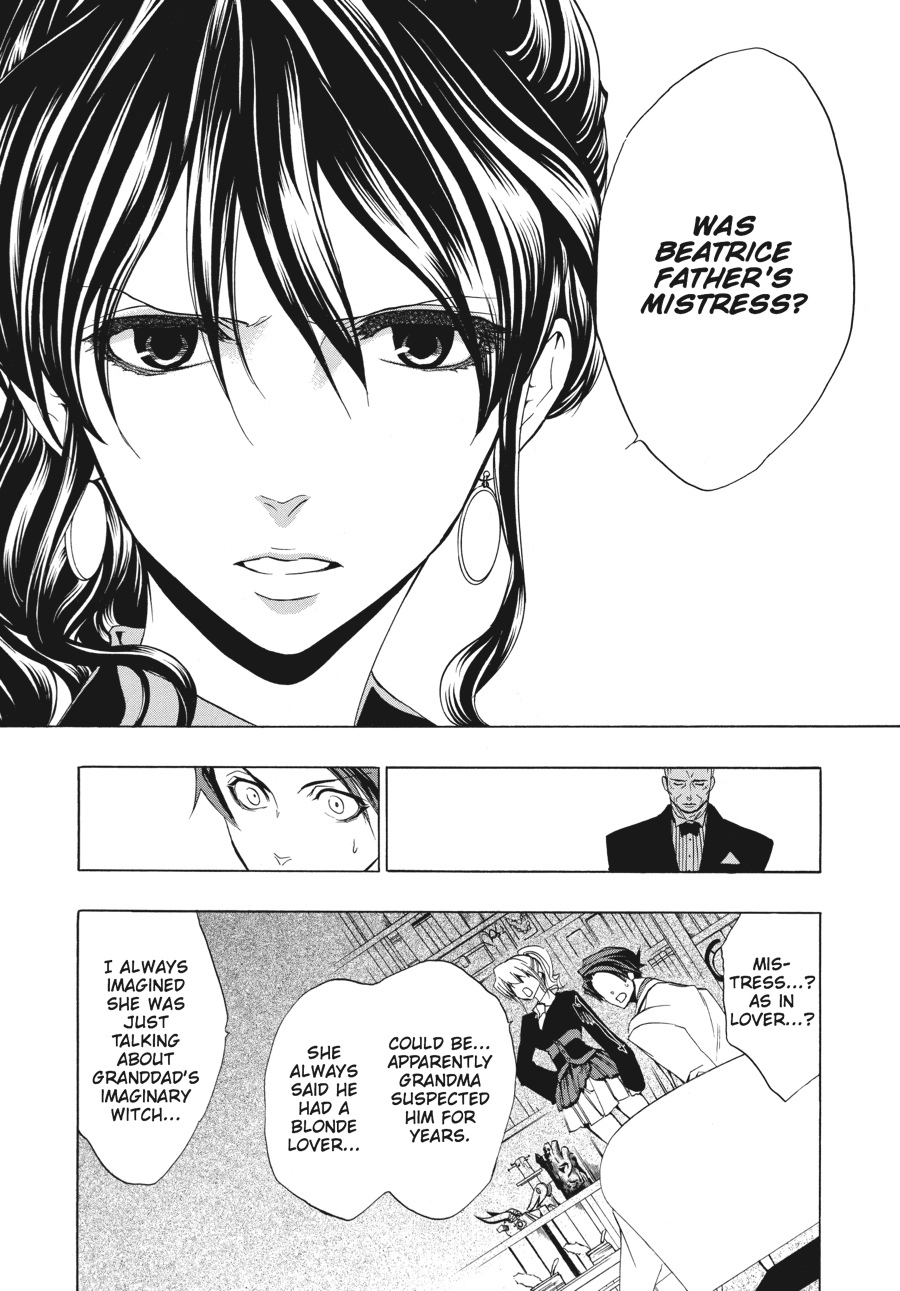 WAS
BEATRICE
FATHER'S
MISTRESS?
MIS-
TRESS...?
AS IN
LOVER...?
COULD BE...
APPARENTLY
GRANDMA
SUSPECTED
HIM FOR
YEARS.
SHE
ALWAYS
SAID HE
HAD A
BLONDE
LOVER...
I ALWAYS
IMAGINED
SHE WAS
JUST
TALKING
ABOUT
GRANDDAD'S
IMAGINARY
WITCH...